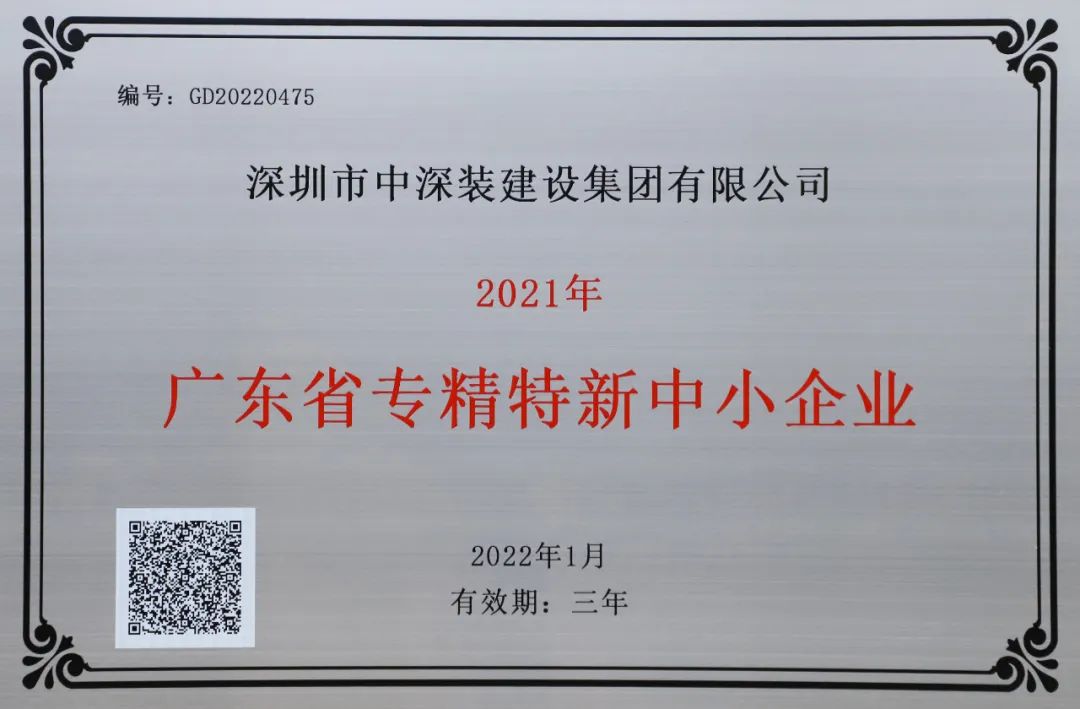 编号：GD20220475
深圳市中深装建设集团有限公司
2021年
广东省专精特新中小企业
2022年1月
有效期：三年